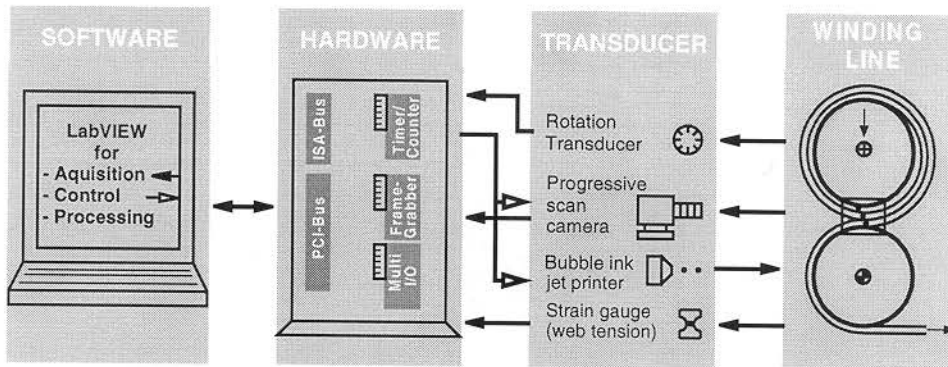 SOFTWARE
LabVIEW
for
- Aquisition
- Control
- Processing
HARDWARE
ISA-Bus
PCI-Bus
Timer/
Counter
Frame-
Grabber
Multi
I/O
TRANSDUCER
Rotation
Transducer
Progressive
scan
camera
Bubble ink
jet printer
Strain gauge
(web tension)
WINDING
LINE